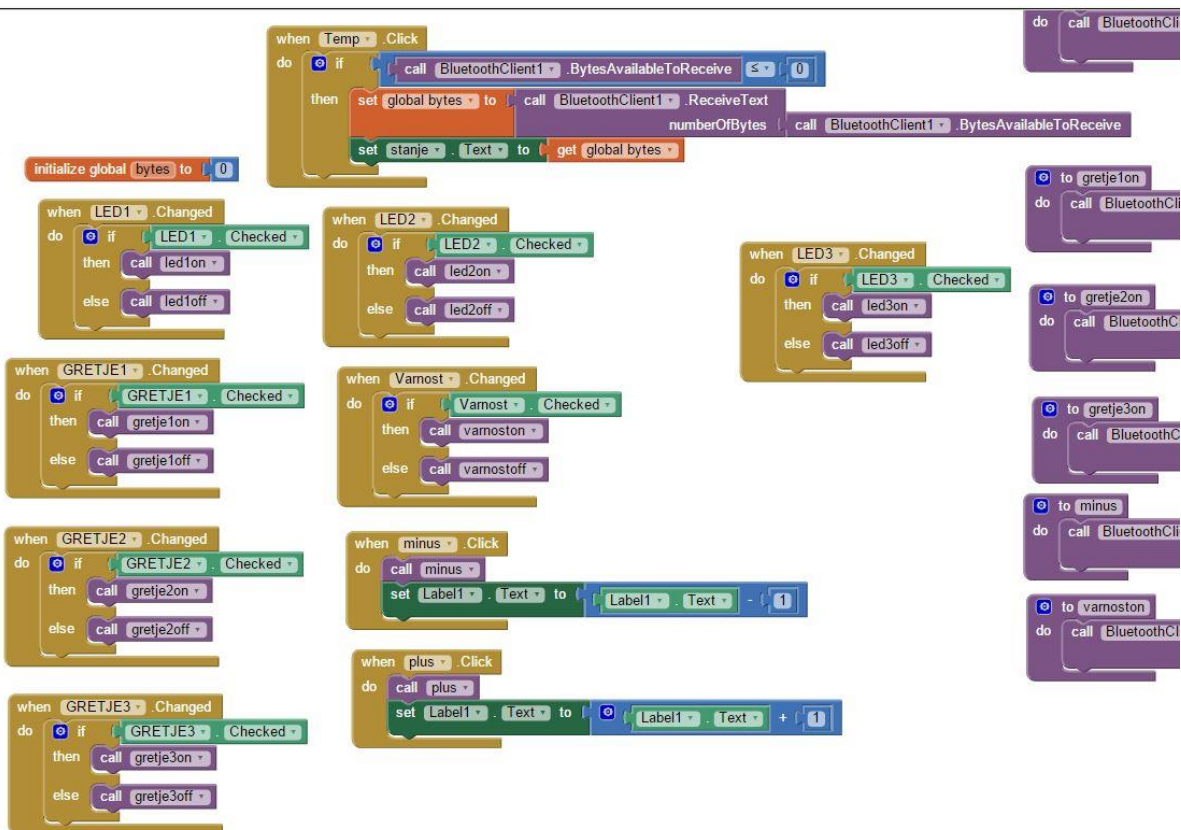 do call BluetoothCli
when Temp .Click
do if call BluetoothClient1 .BytesAvailableToReceive ≤ 0
then set global bytes to call BluetoothClient1 .ReceiveText
numberOfBytes call BluetoothClient1 .BytesAvailableToReceive
set stanje . Text to get global bytes
initialize global bytes to 0
when LED1 .Changed
do if LED1 . Checked
then call led1on
else call led1off
when LED2 .Changed
do if LED2 . Checked
then call led2on
else call led2off
when LED3 .Changed
do if LED3 . Checked
then call led3on
else call led3off
when GRETJE1 .Changed
do if GRETJE1 . Checked
then call gretje1on
else call gretje1off
when Varnost .Changed
do if Varnost . Checked
then call varnoston
else call varnostoff
when GRETJE2 .Changed
do if GRETJE2 . Checked
then call gretje2on
else call gretje2off
when minus .Click
do call minus
set Label1 . Text to Label1 . Text - 1
when plus .Click
do call plus
set Label1 . Text to Label1 . Text + 1
when GRETJE3 .Changed
do if GRETJE3 . Checked
then call gretje3on
else call gretje3off
to gretje1on
do call BluetoothCli
to gretje2on
do call BluetoothC
to gretje3on
do call BluetoothC
to minus
do call BluetoothCli
to varnoston
do call BluetoothCl